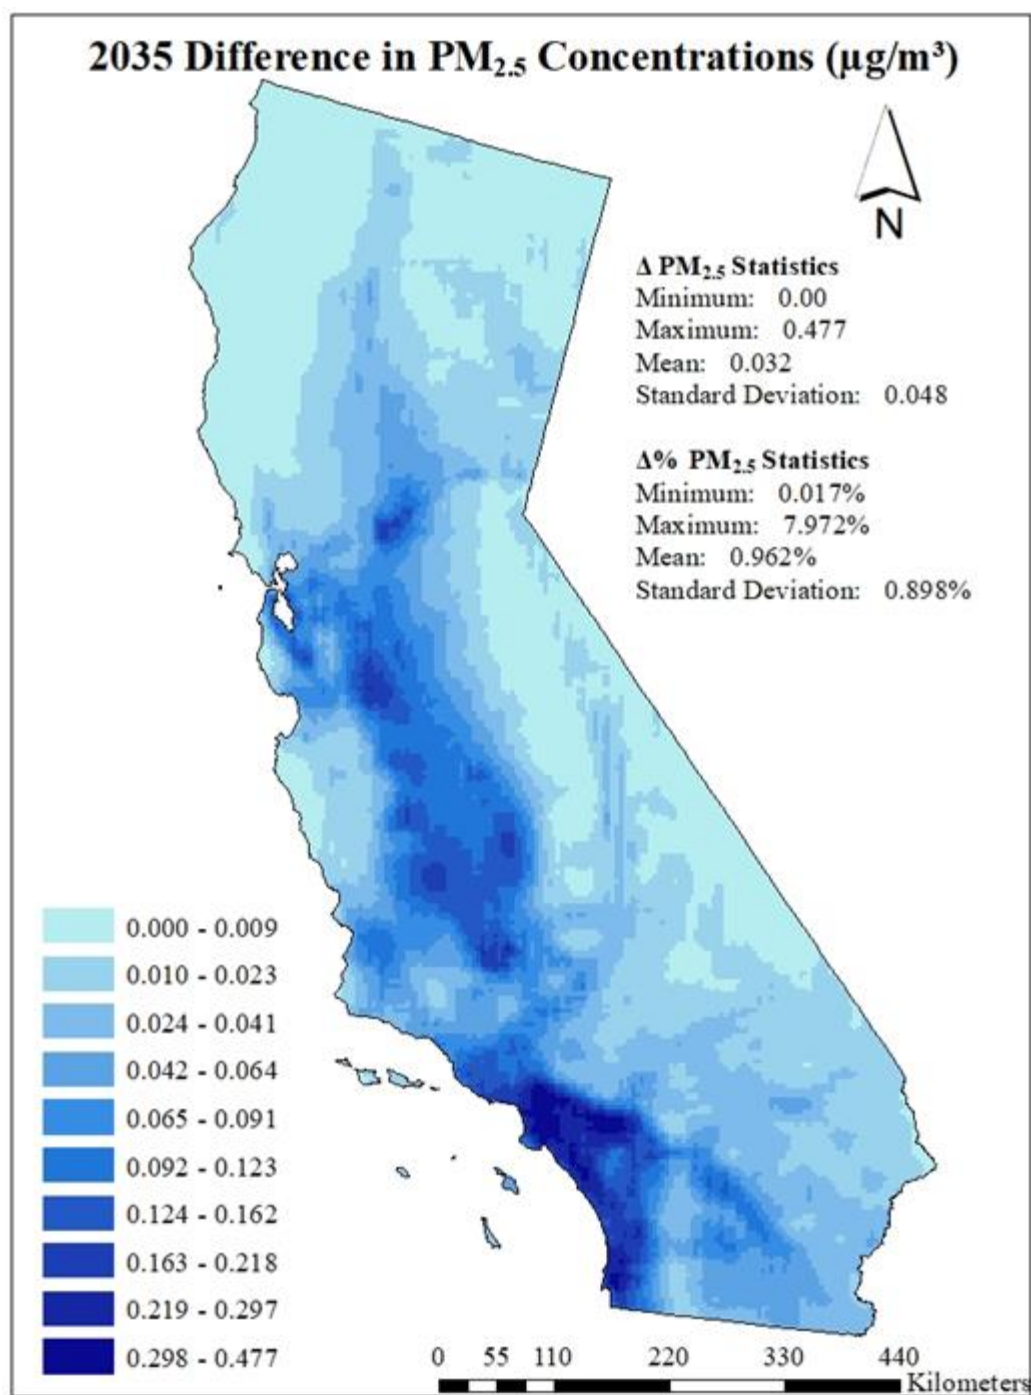 2035 Difference in PM₂.₅ Concentrations (µg/m³)
N
Δ PM₂.₅ Statistics
Minimum: 0.00
Maximum: 0.477
Mean: 0.032
Standard Deviation: 0.048
Δ% PM₂.₅ Statistics
Minimum: 0.017%
Maximum: 7.972%
Mean: 0.962%
Standard Deviation: 0.898%
0.000 - 0.009
0.010 - 0.023
0.024 - 0.041
0.042 - 0.064
0.065 - 0.091
0.092 - 0.123
0.124 - 0.162
0.163 - 0.218
0.219 - 0.297
0.298 - 0.477
0 55 110 220 330 440
Kilometers